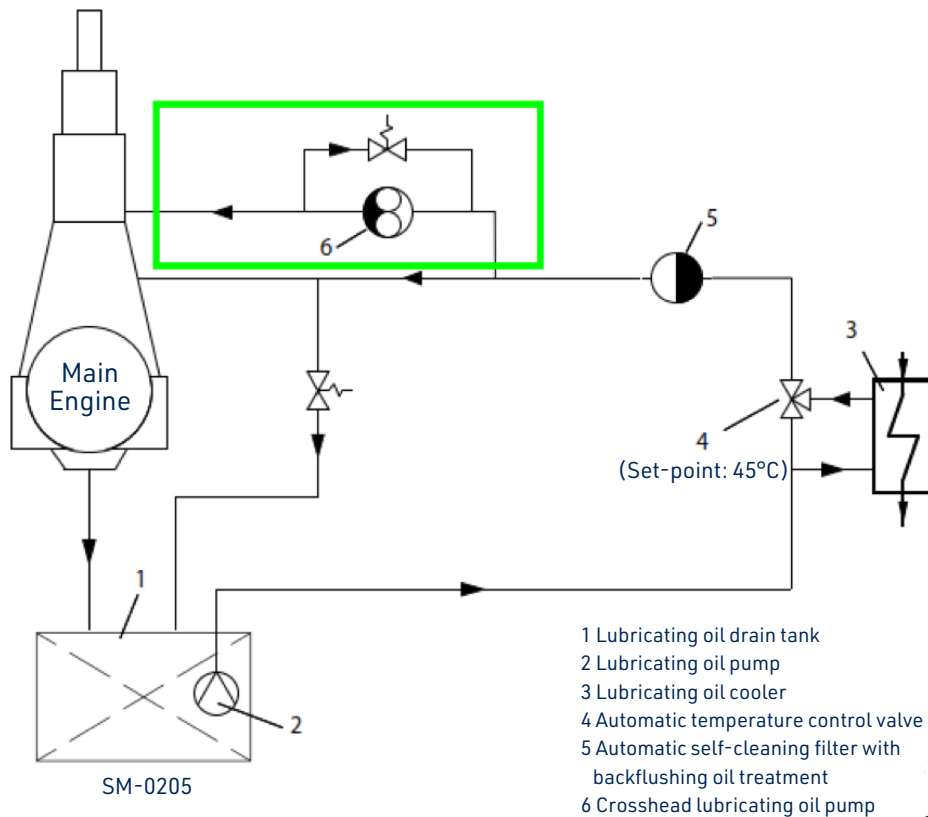 6
5
3
Main
Engine
4
(Set-point: 45°C)
1
2
SM-0205
1 Lubricating oil drain tank
2 Lubricating oil pump
3 Lubricating oil cooler
4 Automatic temperature control valve
5 Automatic self-cleaning filter with
backflushing oil treatment
6 Crosshead lubricating oil pump